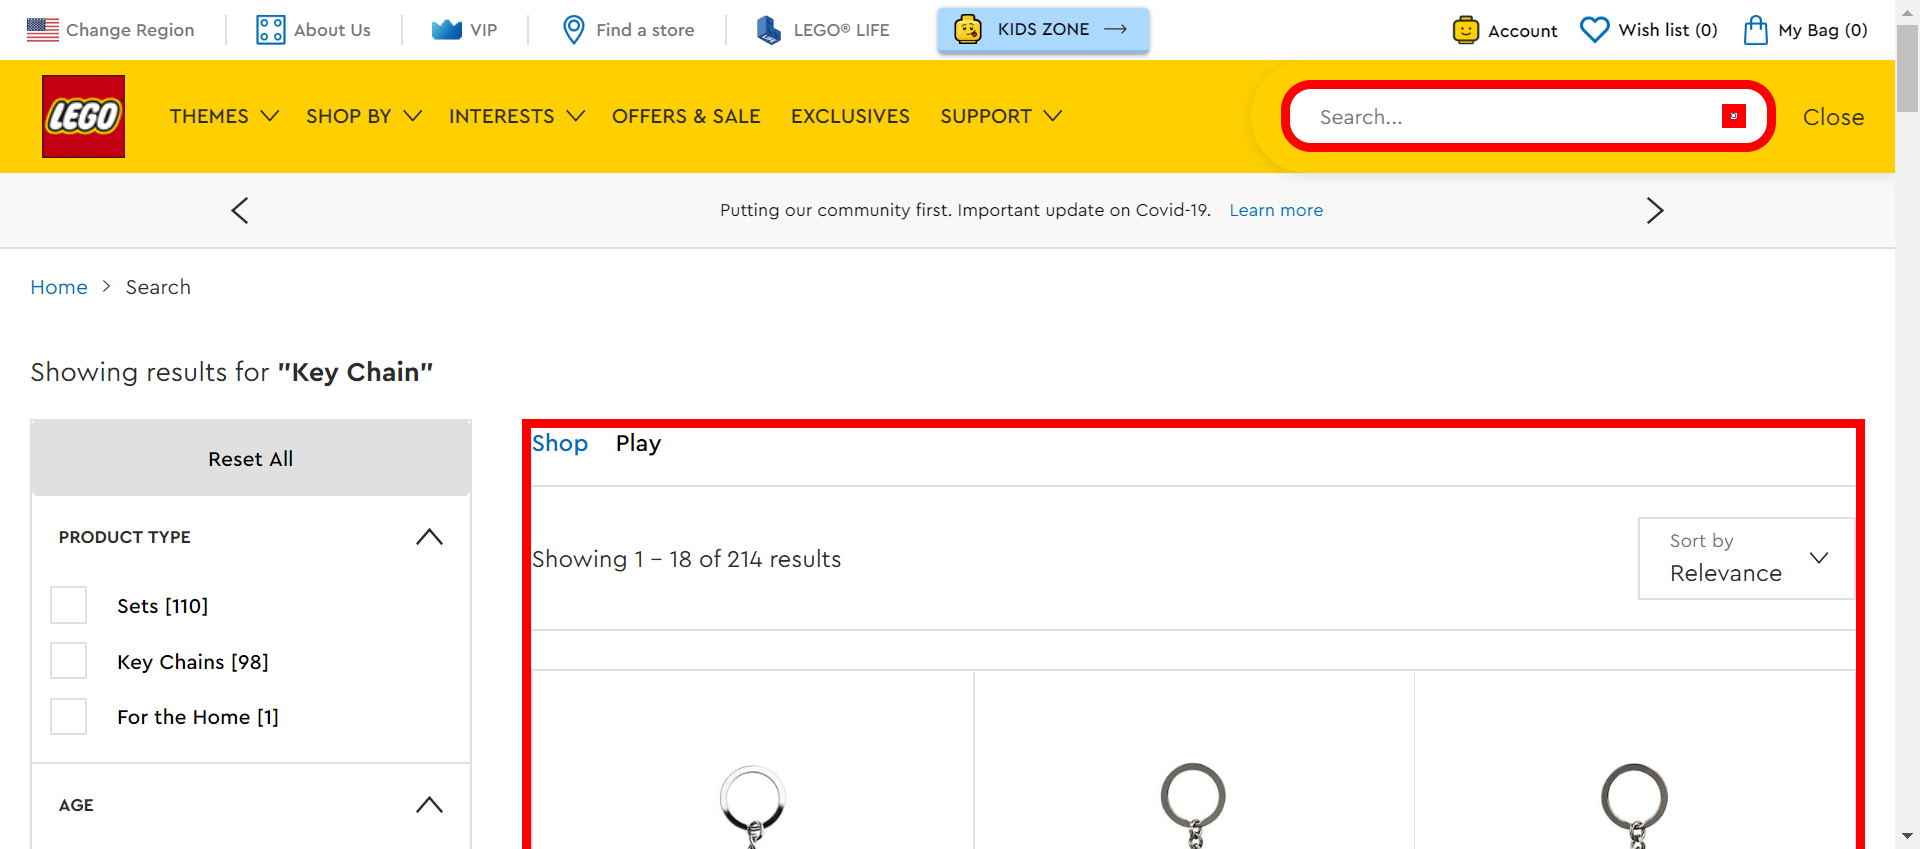 Change Region
About Us
VIP
Find a store
LEGO® LIFE
KIDS ZONE
Account
Wish list (0)
My Bag (0)
LEGO
THEMES
SHOP BY
INTERESTS
OFFERS & SALE
EXCLUSIVES
SUPPORT
Search...
Close
Putting our community first. Important update on Covid-19. Learn more
Home > Search
Showing results for "Key Chain"
Reset All
PRODUCT TYPE
Sets [110]
Key Chains [98]
For the Home [1]
AGE
Shop Play
Showing 1 - 18 of 214 results
Sort by
Relevance